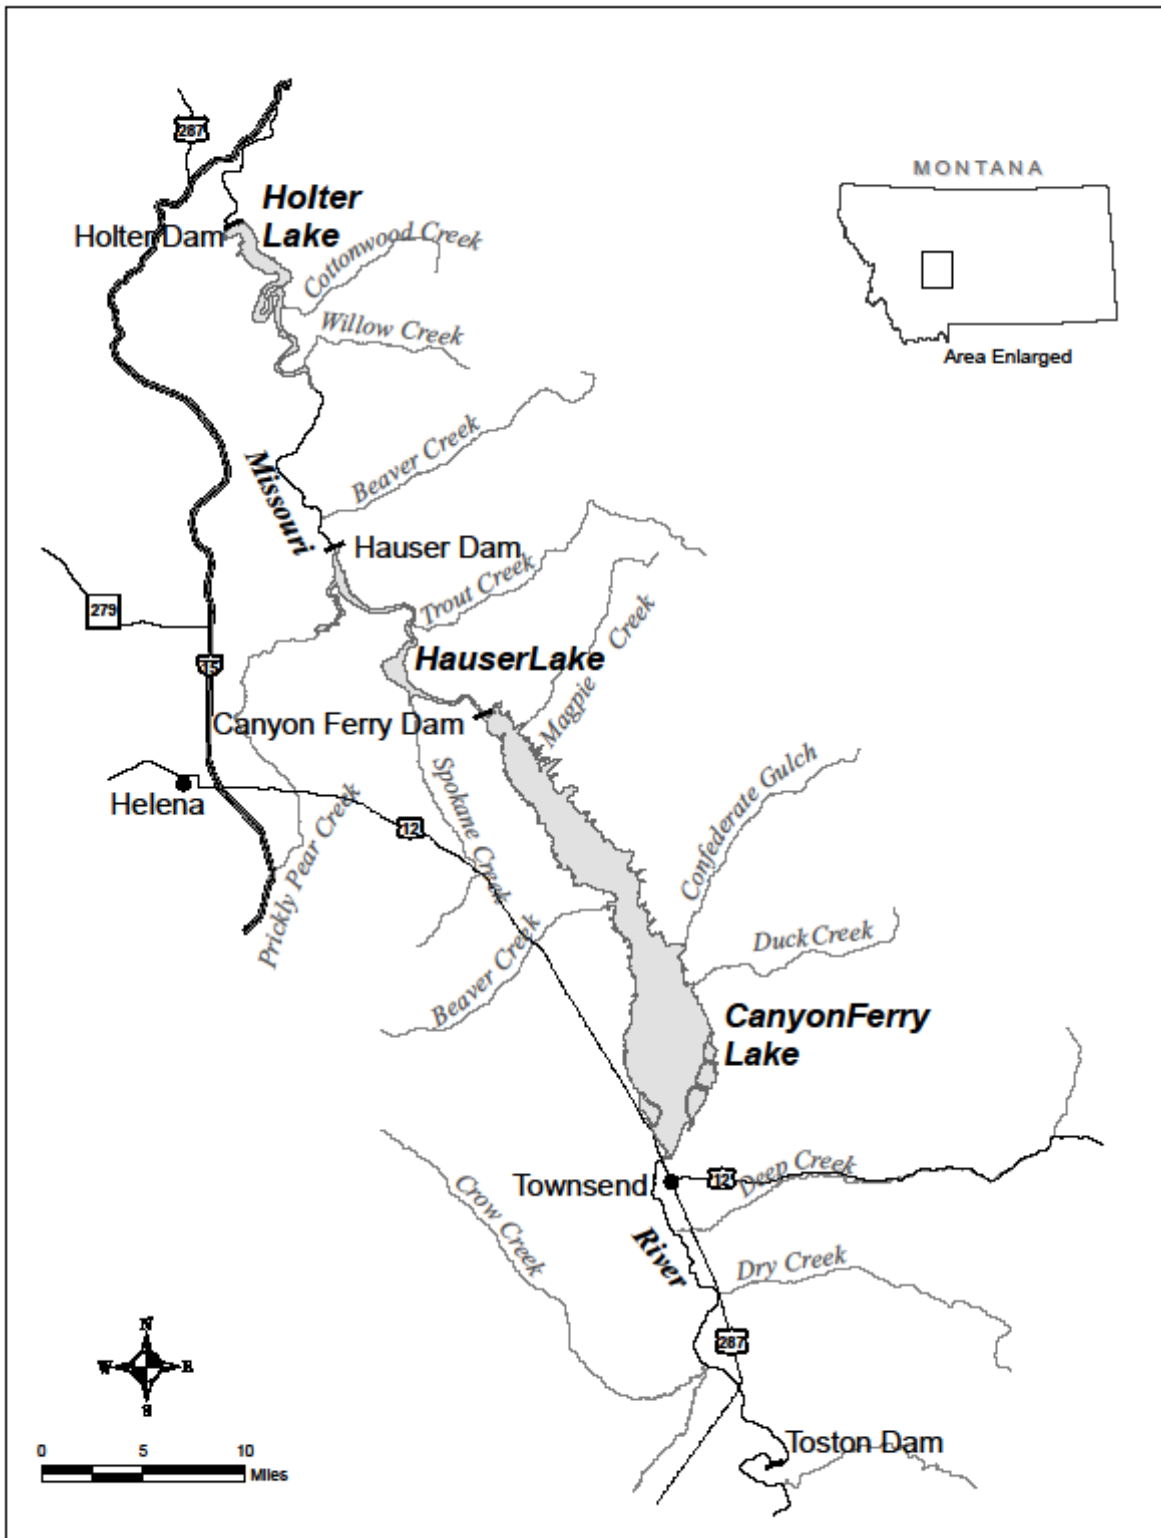 287
MONTANA
Holter
Lake
Holter Dam
Cottonwood Creek
Willow Creek
Area Enlarged
Beaver Creek
Missouri
Hauser Dam
Trout Creek
279
Magpie Creek
15
HauserLake
Canyon Ferry Dam
Helena
12
Spokane Creek
Confederate Gulch
Prickly Pear Creek
Beaver Creek
Duck Creek
CanyonFerry
Lake
Townsend
12
Deep Creek
Crow Creek
River
Dry Creek
287
N
W E
S
Toston Dam
0 5 10
Miles